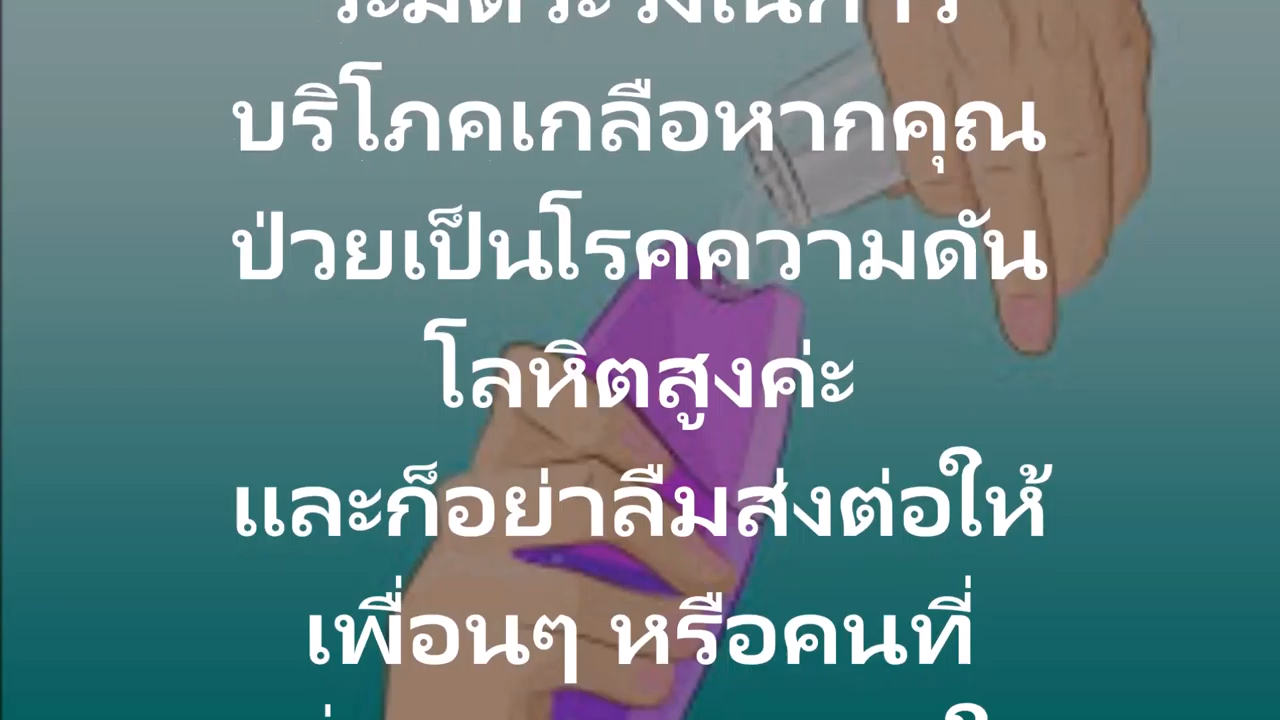 บริโภคเกลือหากคุณ
ป่วยเป็นโรคความดัน
โลหิตสูงค่ะ
และก็อย่าลืมส่งต่อให้
เพื่อนๆ หรือคนที่